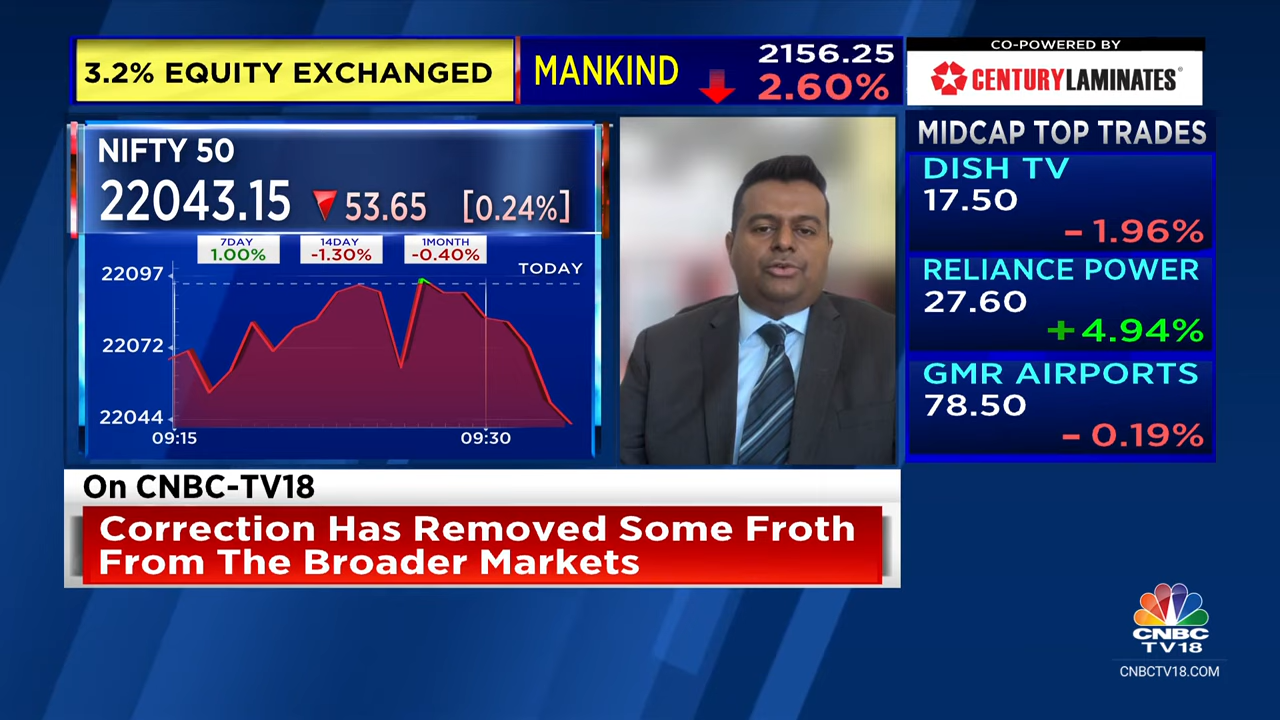 3.2% EQUITY EXCHANGED
MANKIND
2156.25
2.60%
CO-POWERED BY
CENTURYLAMINATES®
NIFTY 50
22043.15 53.65 [0.24%]
7DAY
1.00%
14DAY
-1.30%
1MONTH
-0.40%
TODAY
22097
22072
22044
09:15
09:30
MIDCAP TOP TRADES
DISH TV
17.50
- 1.96%
RELIANCE POWER
27.60
+4.94%
GMR AIRPORTS
78.50
- 0.19%
On CNBC-TV18
Correction Has Removed Some Froth
From The Broader Markets
CNBC
TV18
CNBCTV18.COM